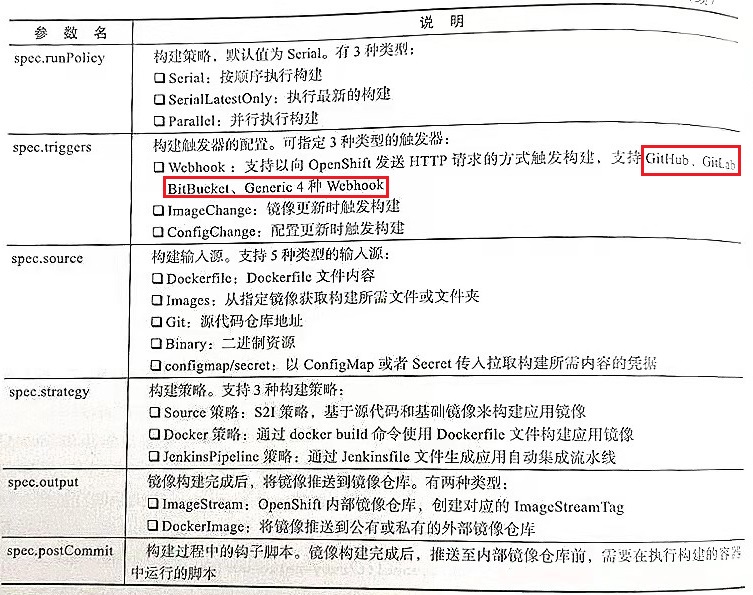 参数名 说明
spec.runPolicy 构建策略，默认值为 Serial。有 3 种类型：
❑ Serial：按顺序执行构建
❑ SerialLatestOnly：执行最新的构建
❑ Parallel：并行执行构建
spec.triggers 构建触发器的配置。可指定 3 种类型的触发器：
❑ Webhook：支持以向 OpenShift 发送 HTTP 请求的方式触发构建，支持 GitHub、GitLab
BitBucket、Generic 4 种 Webhook
❑ ImageChange：镜像更新时触发构建
❑ ConfigChange：配置更新时触发构建
spec.source 构建输入源。支持 5 种类型的输入源：
❑ Dockerfile：Dockerfile 文件内容
❑ Images：从指定镜像获取构建所需文件或文件夹
❑ Git：源代码仓库地址
❑ Binary：二进制资源
❑ configmap/secret：以 ConfigMap 或者 Secret 传入拉取构建所需内容的凭据
spec.strategy 构建策略。支持 3 种构建策略：
❑ Source 策略：S2I 策略，基于源代码和基础镜像来构建应用镜像
❑ Docker 策略：通过 docker build 命令使用 Dockerfile 文件构建应用镜像
❑ JenkinsPipeline 策略：通过 Jenkinsfile 文件生成应用自动集成流水线
spec.output 镜像构建完成后，将镜像推送到镜像仓库。有两种类型：
❑ ImageStream：OpenShift 内部镜像仓库，创建对应的 ImageStreamTag
❑ DockerImage：将镜像推送到公有或私有的外部镜像仓库
spec.postCommit 构建过程中的钩子脚本。镜像构建完成后，推送至内部镜像仓库前，需要在执行构建的容器
中运行的脚本